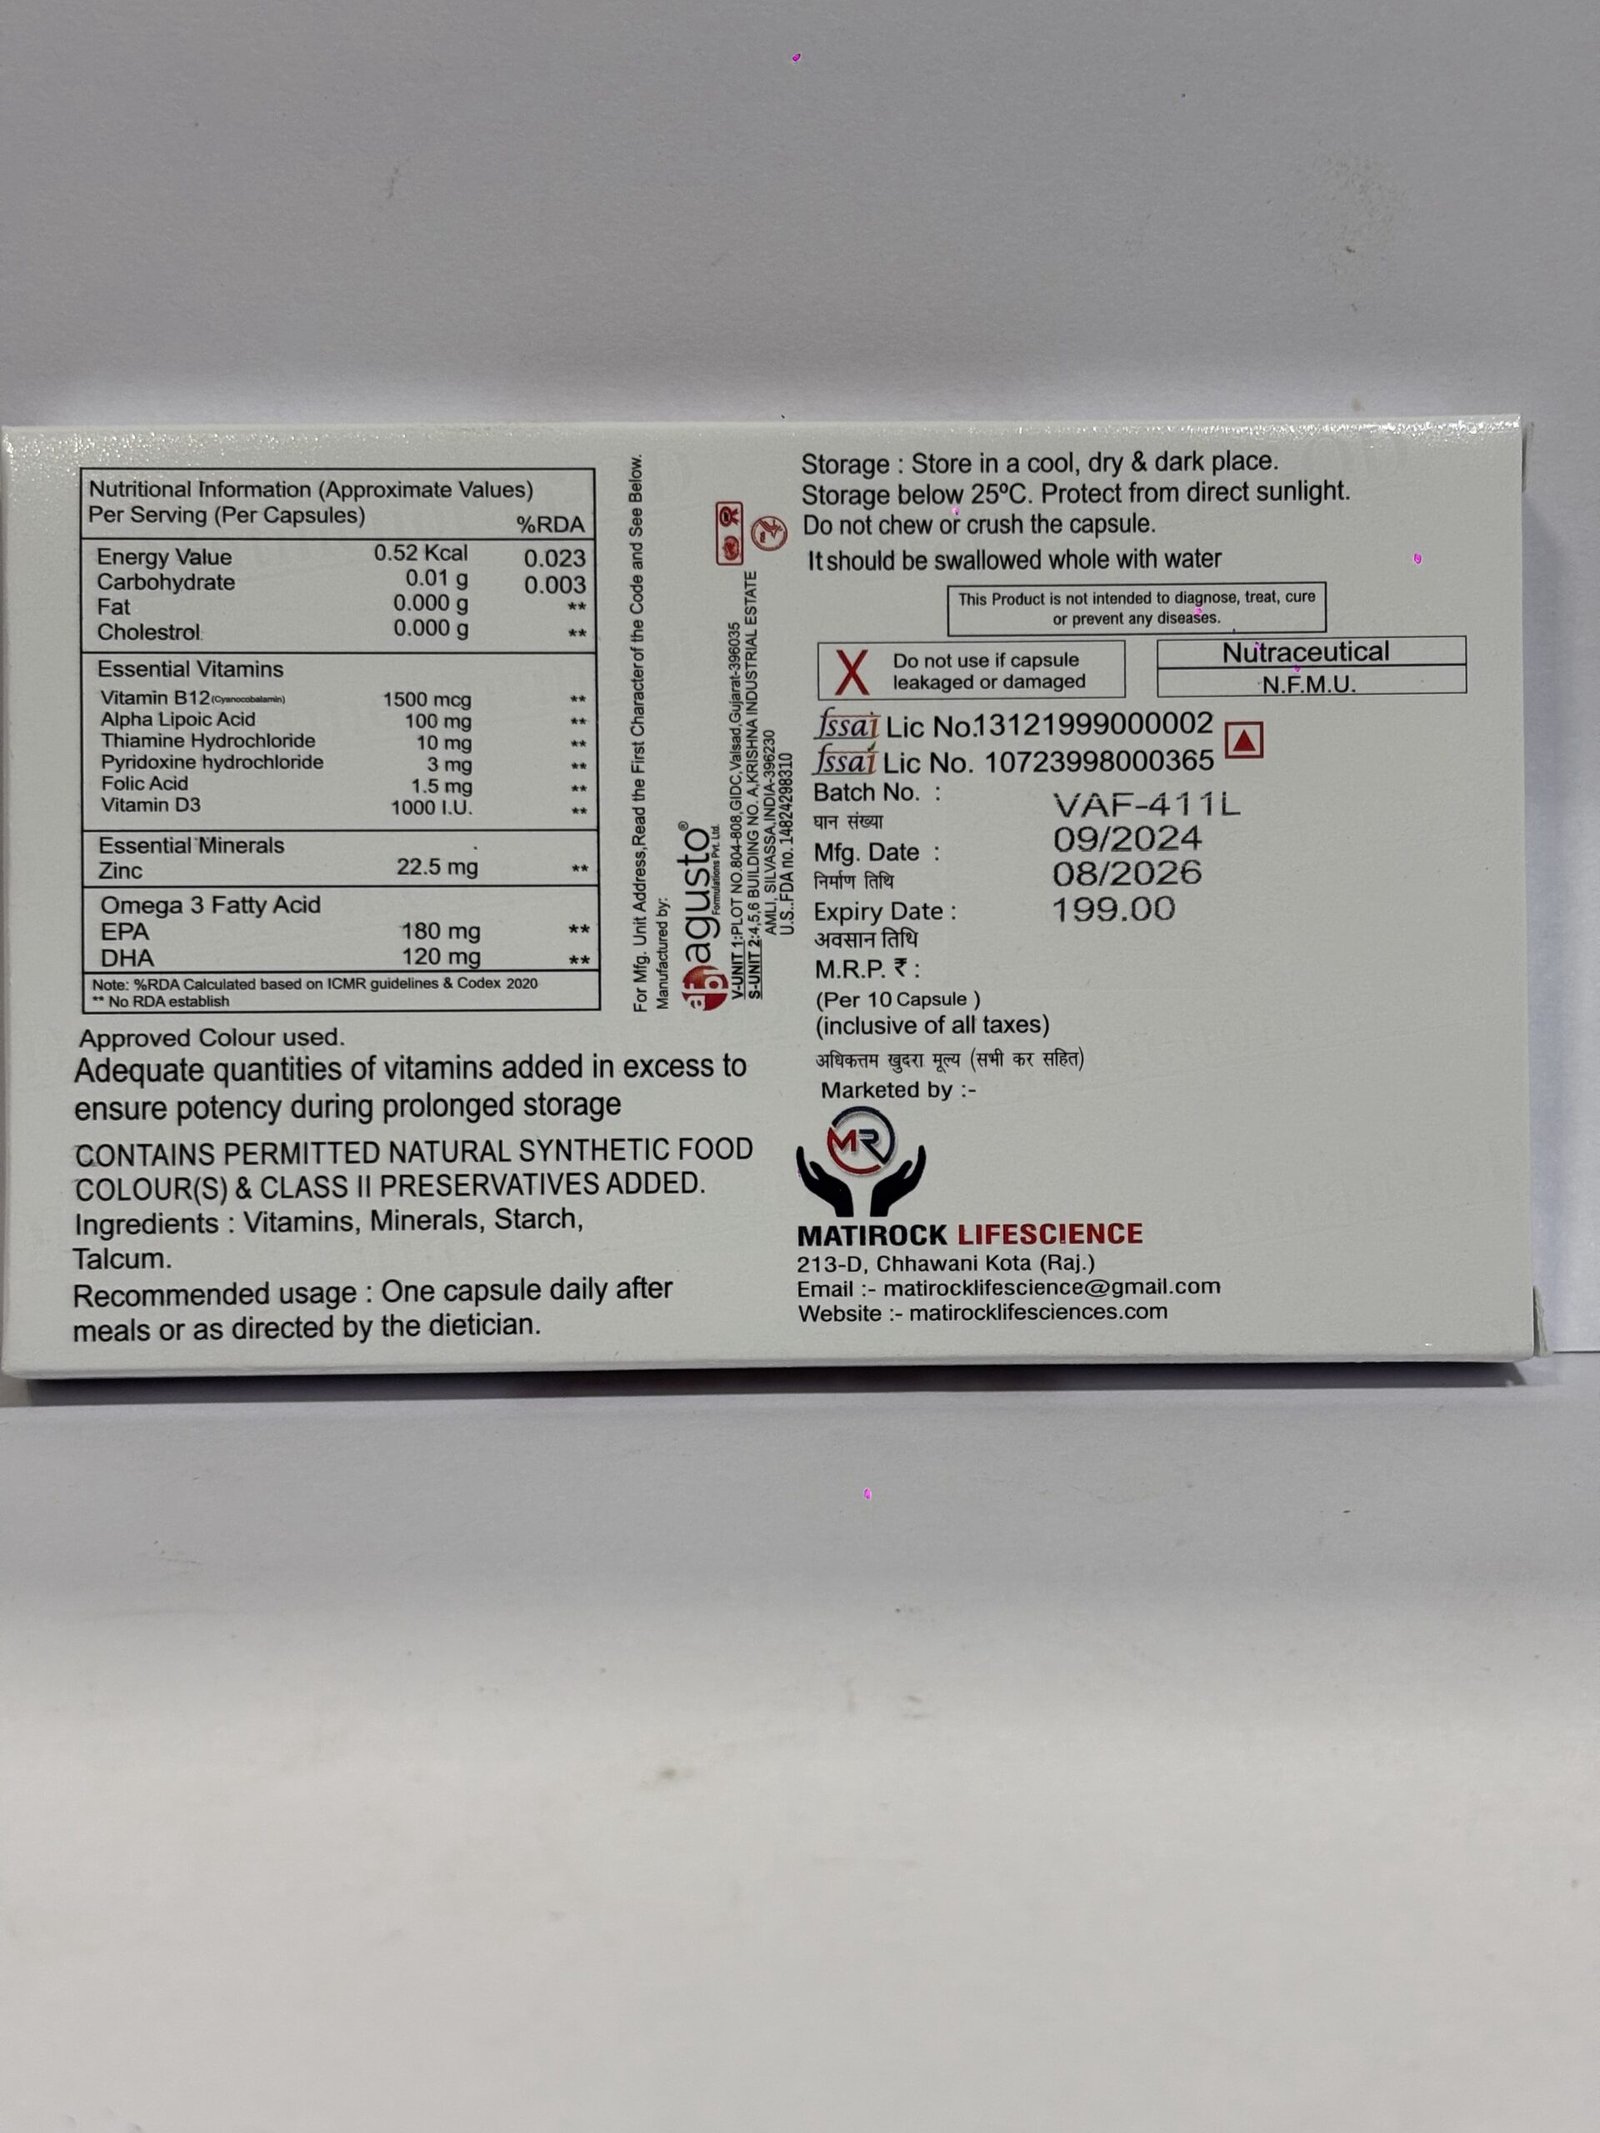 Nutritional Information (Approximate Values)
Per Serving (Per Capsules) %RDA
Energy Value 0.52 Kcal 0.023
Carbohydrate 0.01 g 0.003
Fat 0.000 g **
Cholestrol 0.000 g **
Essential Vitamins
Vitamin B12(Cyanocobalamin) 1500 mcg **
Alpha Lipoic Acid 100 mg **
Thiamine Hydrochloride 10 mg **
Pyridoxine hydrochloride 3 mg **
Folic Acid 1.5 mg **
Vitamin D3 1000 I.U. **
Essential Minerals
Zinc 22.5 mg **
Omega 3 Fatty Acid
EPA 180 mg **
DHA 120 mg **
Note: %RDA Calculated based on ICMR guidelines & Codex 2020
** No RDA establish
Approved Colour used.
Adequate quantities of vitamins added in excess to
ensure potency during prolonged storage
CONTAINS PERMITTED NATURAL SYNTHETIC FOOD
COLOUR(S) & CLASS II PRESERVATIVES ADDED.
Ingredients : Vitamins, Minerals, Starch,
Talcum.
Recommended usage : One capsule daily after
meals or as directed by the dietician.
For Mfg. Unit Address,Read the First Character of the Code and See Below.
Manufactured by:
agusto®
Formulations Pvt. Ltd.
V-UNIT 1:PLOT NO.804-808,GIDC,Valsad,Gujarat-396035
S-UNIT 2:4,5,6 BUILDING NO. A,KRISHNA INDUSTRIAL ESTATE
AMLI, SILVASSA,INDIA-396230
U.S..FDA no. 14824298310
Storage : Store in a cool, dry & dark place.
Storage below 25ºC. Protect from direct sunlight.
Do not chew or crush the capsule.
It should be swallowed whole with water
This Product is not intended to diagnose, treat, cure
or prevent any diseases.
X Do not use if capsule
leakaged or damaged
Nutraceutical
N.F.M.U.
fssai Lic No.13121999000002
fssai Lic No. 10723998000365
Batch No. : VAF-411L
घान संख्या
Mfg. Date : 09/2024
निर्माण तिथि 08/2026
Expiry Date : 199.00
अवसान तिथि
M.R.P. ₹ :
(Per 10 Capsule )
(inclusive of all taxes)
अधिकत्तम खुदरा मूल्य (सभी कर सहित)
Marketed by :-
MR
MATIROCK LIFESCIENCE
213-D, Chhawani Kota (Raj.)
Email :- matirocklifescience@gmail.com
Website :- matirocklifesciences.com